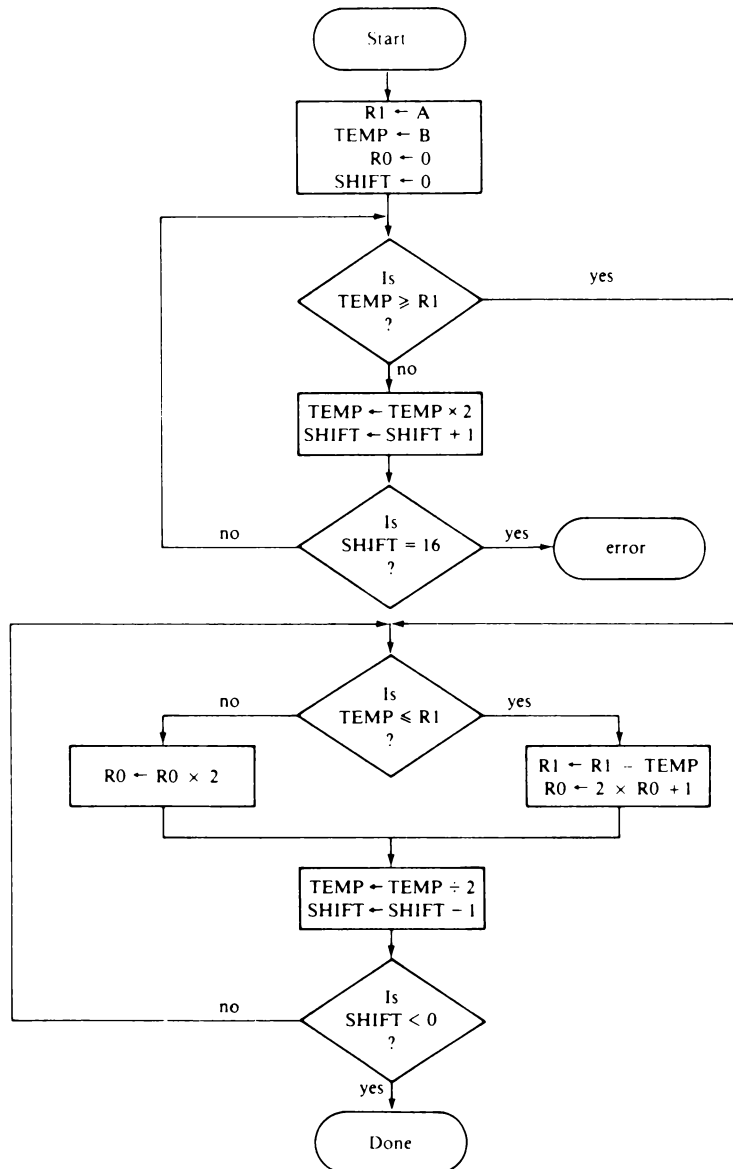 Start
R1 ← A
TEMP ← B
R0 ← 0
SHIFT ← 0
Is
TEMP ⩾ R1
?
yes
no
TEMP ← TEMP × 2
SHIFT ← SHIFT + 1
Is
SHIFT = 16
?
no
yes
error
Is
TEMP ⩽ R1
?
no
yes
R0 ← R0 × 2
R1 ← R1 − TEMP
R0 ← 2 × R0 + 1
TEMP ← TEMP ÷ 2
SHIFT ← SHIFT − 1
Is
SHIFT < 0
?
no
yes
Done